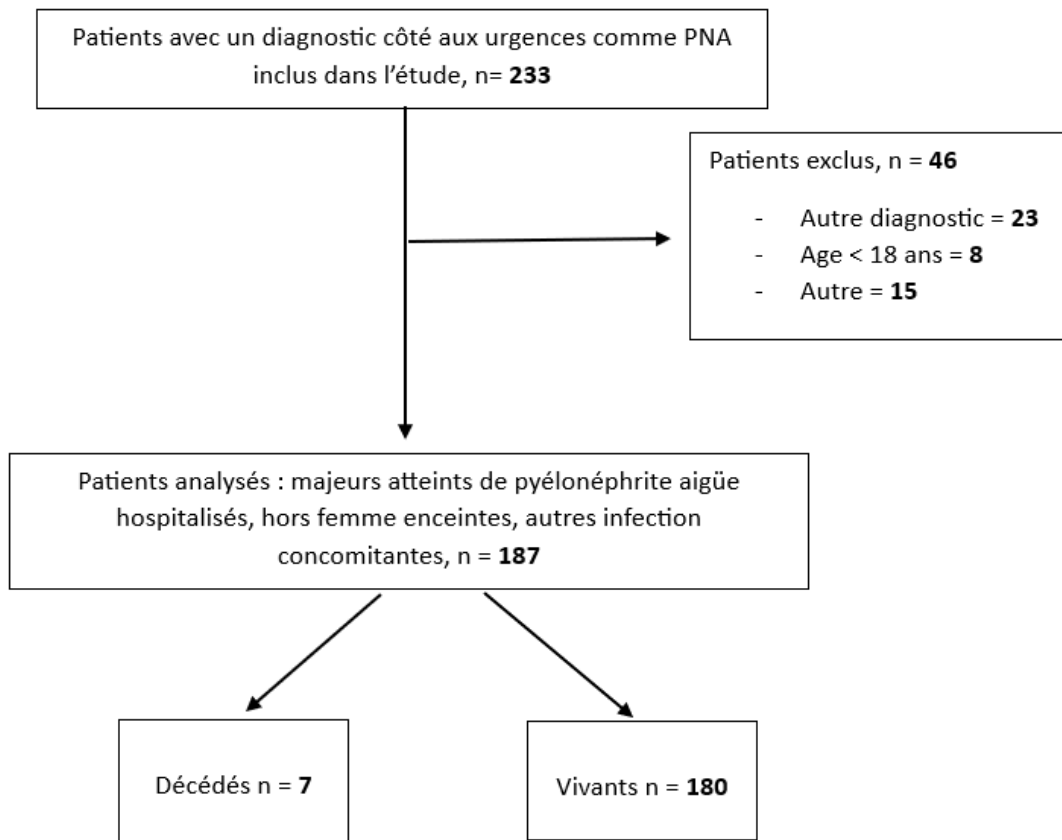 Patients avec un diagnostic côté aux urgences comme PNA
inclus dans l’étude, n= 233
Patients exclus, n = 46
- Autre diagnostic = 23
- Age < 18 ans = 8
- Autre = 15
Patients analysés : majeurs atteints de pyélonéphrite aigüe
hospitalisés, hors femme enceintes, autres infection
concomitantes, n = 187
Décédés n = 7
Vivants n = 180